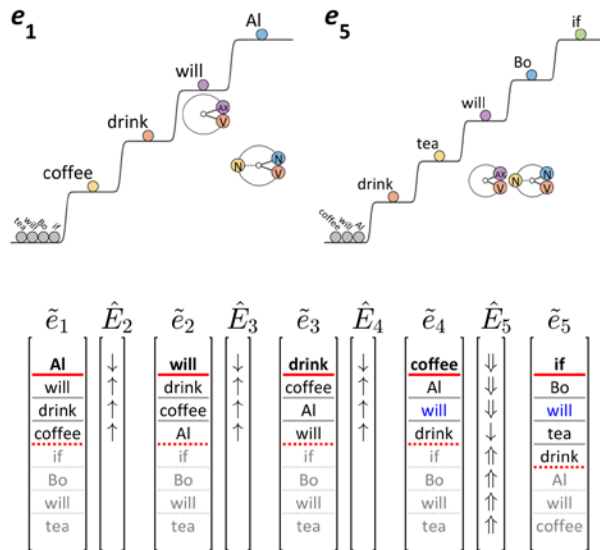 e1 Al
e5 if
will
Bo
AX
V
drink
will
N N
V
tea
AX
V
N N
V
coffee
drink
tea will Bo if
coffee will Al
ẽ1 Ê2 ẽ2 Ê3 ẽ3 Ê4 ẽ4 Ê5 ẽ5
Al ↓ will ↓ drink ↓ coffee ⇓ if
will ↑ drink ↑ coffee ↑ Al ⇓ Bo
drink ↑ coffee ↑ Al ↑ will ⇓ will
coffee ↑ Al ↑ will ↑ drink ↓ tea
if if if if ⇑ drink
Bo Bo Bo Bo ⇑ Al
will will will will ⇑ will
tea tea tea tea ⇑ coffee